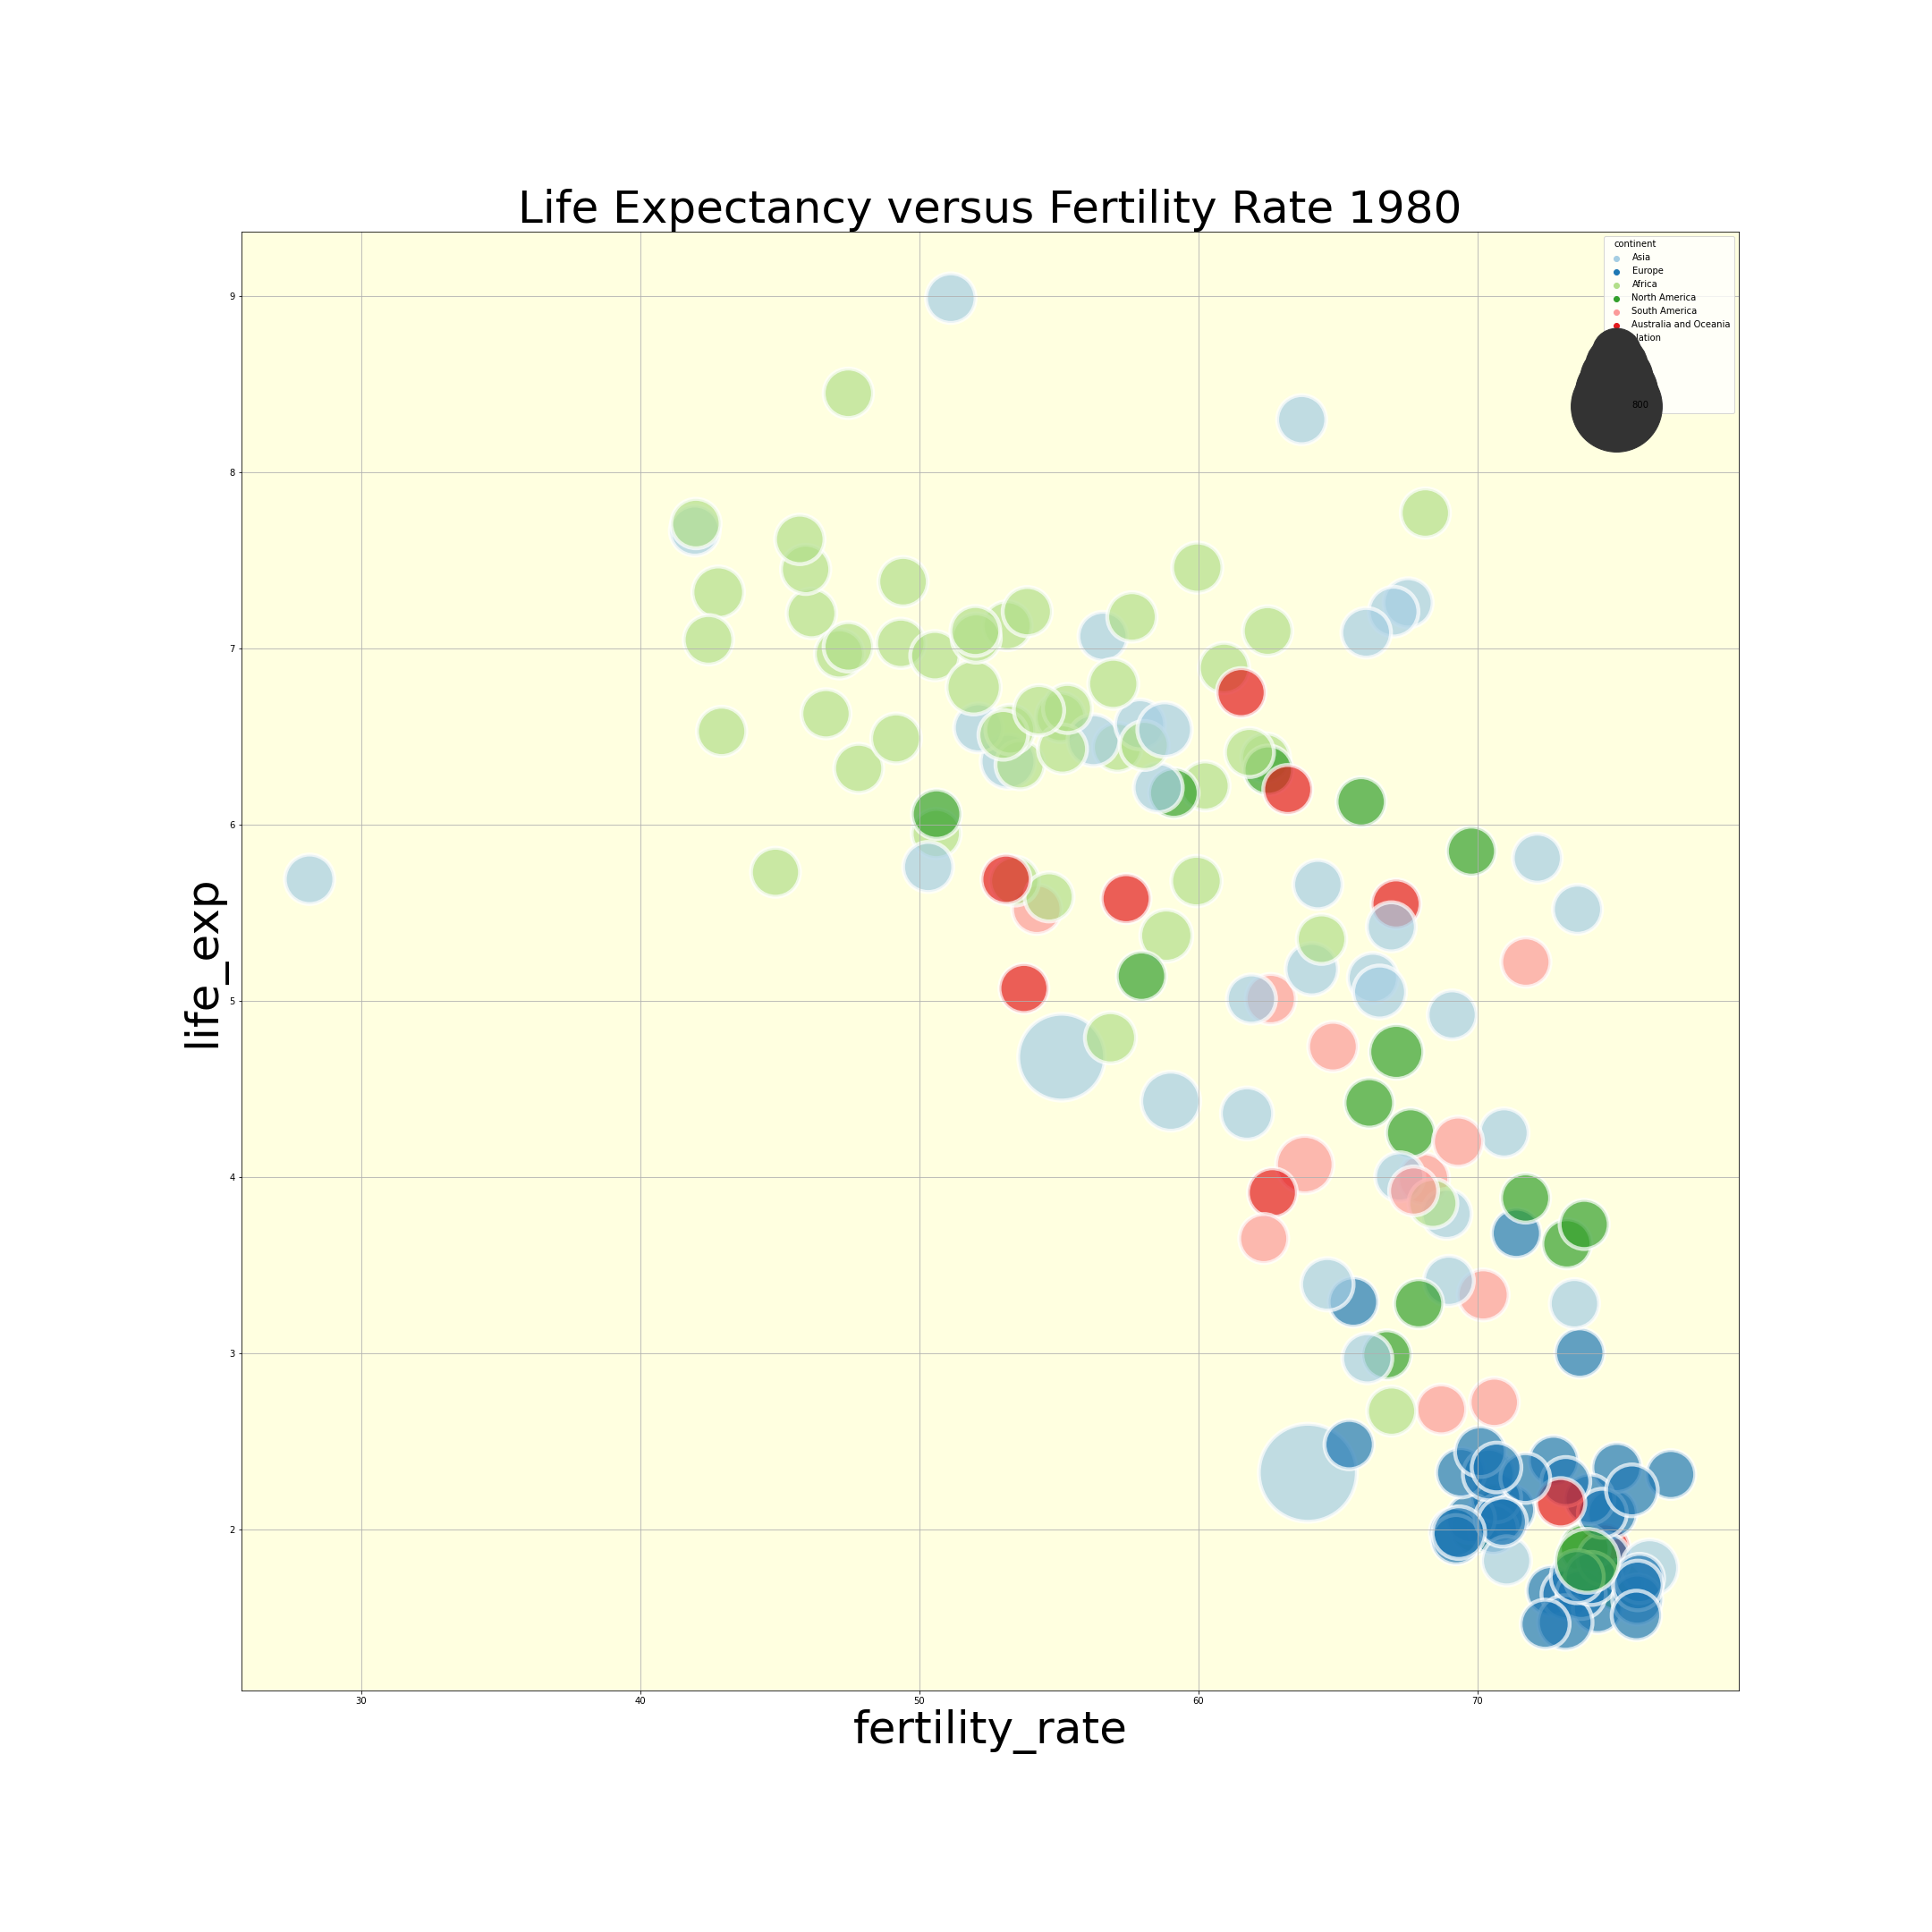 Life Expectancy versus Fertility Rate 1980
continent
Asia
Europe
Africa
North America
South America
Australia and Oceania
lation
800
9
8
7
6
5
4
3
2
life_exp
30
40
50
60
70
fertility_rate